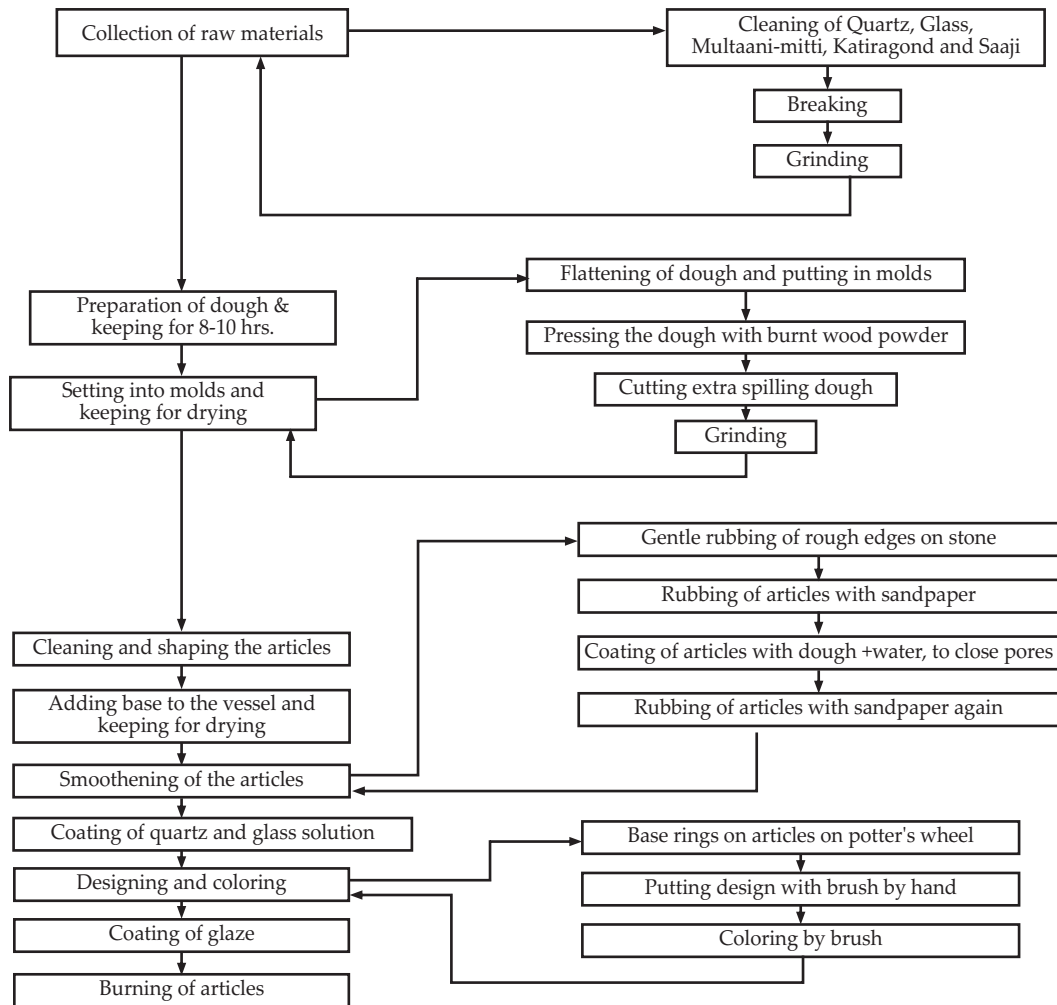 Collection of raw materials
Cleaning of Quartz, Glass,
Multaani-mitti, Katiragond and Saaji
Breaking
Grinding
Preparation of dough &
keeping for 8-10 hrs.
Setting into molds and
keeping for drying
Flattening of dough and putting in molds
Pressing the dough with burnt wood powder
Cutting extra spilling dough
Grinding
Cleaning and shaping the articles
Adding base to the vessel and
keeping for drying
Smoothening of the articles
Gentle rubbing of rough edges on stone
Rubbing of articles with sandpaper
Coating of articles with dough +water, to close pores
Rubbing of articles with sandpaper again
Coating of quartz and glass solution
Designing and coloring
Base rings on articles on potter's wheel
Putting design with brush by hand
Coloring by brush
Coating of glaze
Burning of articles